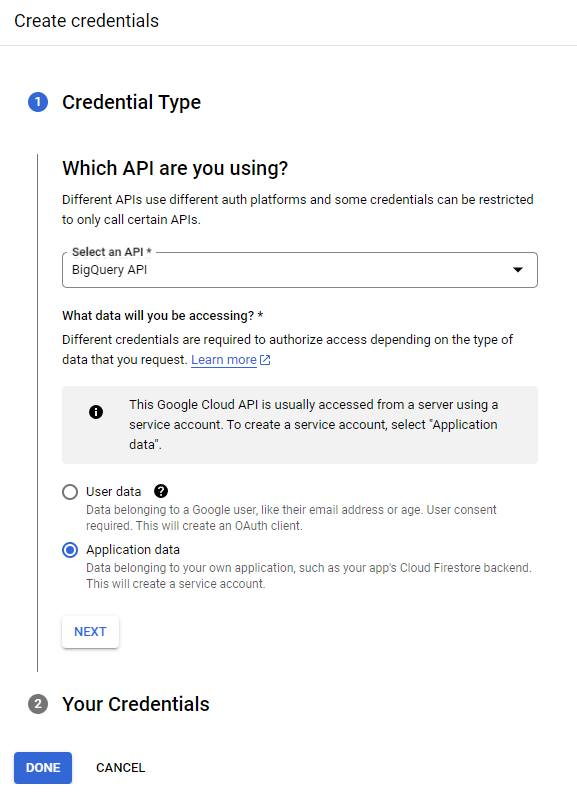 Create credentials
1 Credential Type
Which API are you using?
Different APIs use different auth platforms and some credentials can be restricted
to only call certain APIs.
Select an API *
BigQuery API
What data will you be accessing? *
Different credentials are required to authorize access depending on the type of
data that you request. Learn more
This Google Cloud API is usually accessed from a server using a
service account. To create a service account, select "Application
data".
User data
Data belonging to a Google user, like their email address or age. User consent
required. This will create an OAuth client.
Application data
Data belonging to your own application, such as your app's Cloud Firestore backend.
This will create a service account.
NEXT
2 Your Credentials
DONE CANCEL